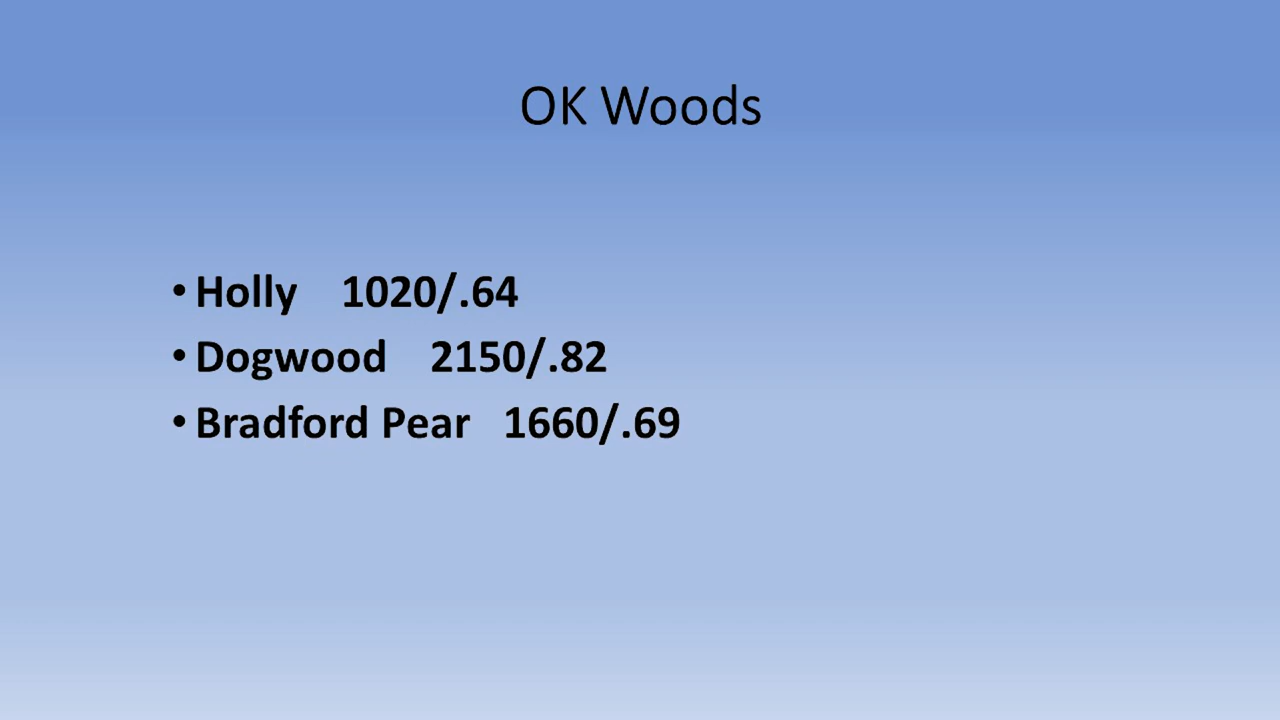 OK Woods
• Holly 1020/.64
• Dogwood 2150/.82
• Bradford Pear 1660/.69